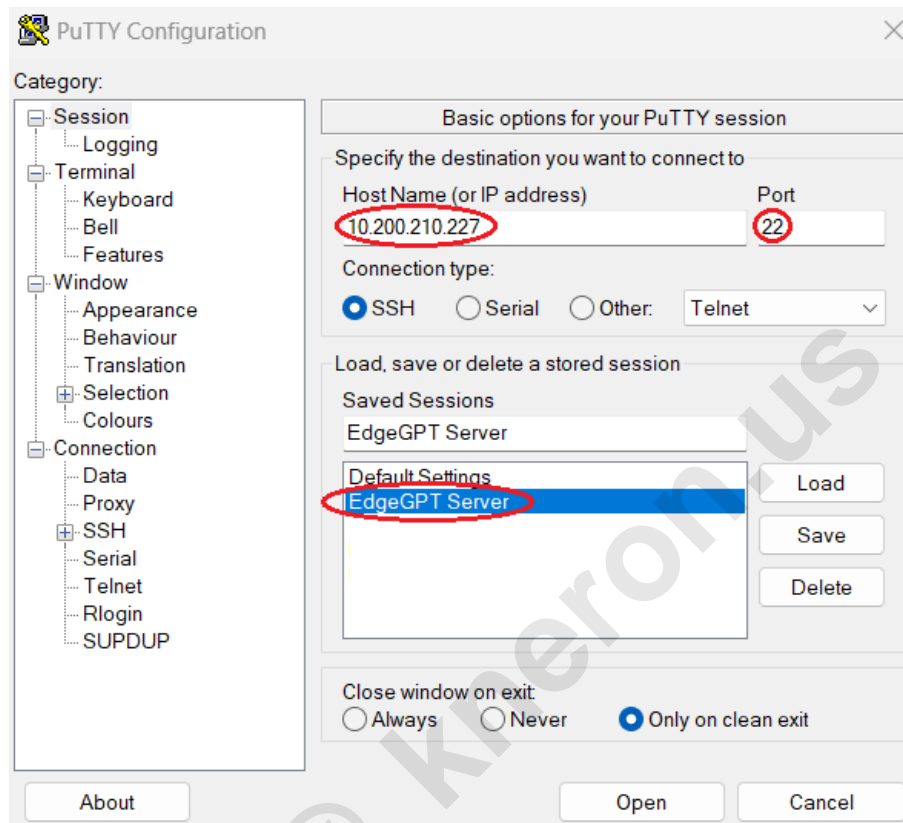 PuTTY Configuration
Category:
Session
Logging
Terminal
Keyboard
Bell
Features
Window
Appearance
Behaviour
Translation
Selection
Colours
Connection
Data
Proxy
SSH
Serial
Telnet
Rlogin
SUPDUP
Basic options for your PuTTY session
Specify the destination you want to connect to
Host Name (or IP address) Port
10.200.210.227 22
Connection type:
SSH Serial Other: Telnet
Load, save or delete a stored session
Saved Sessions
EdgeGPT Server
Default Settings
EdgeGPT Server
Load
Save
Delete
Close window on exit:
Always Never Only on clean exit
About Open Cancel
© kneron.us